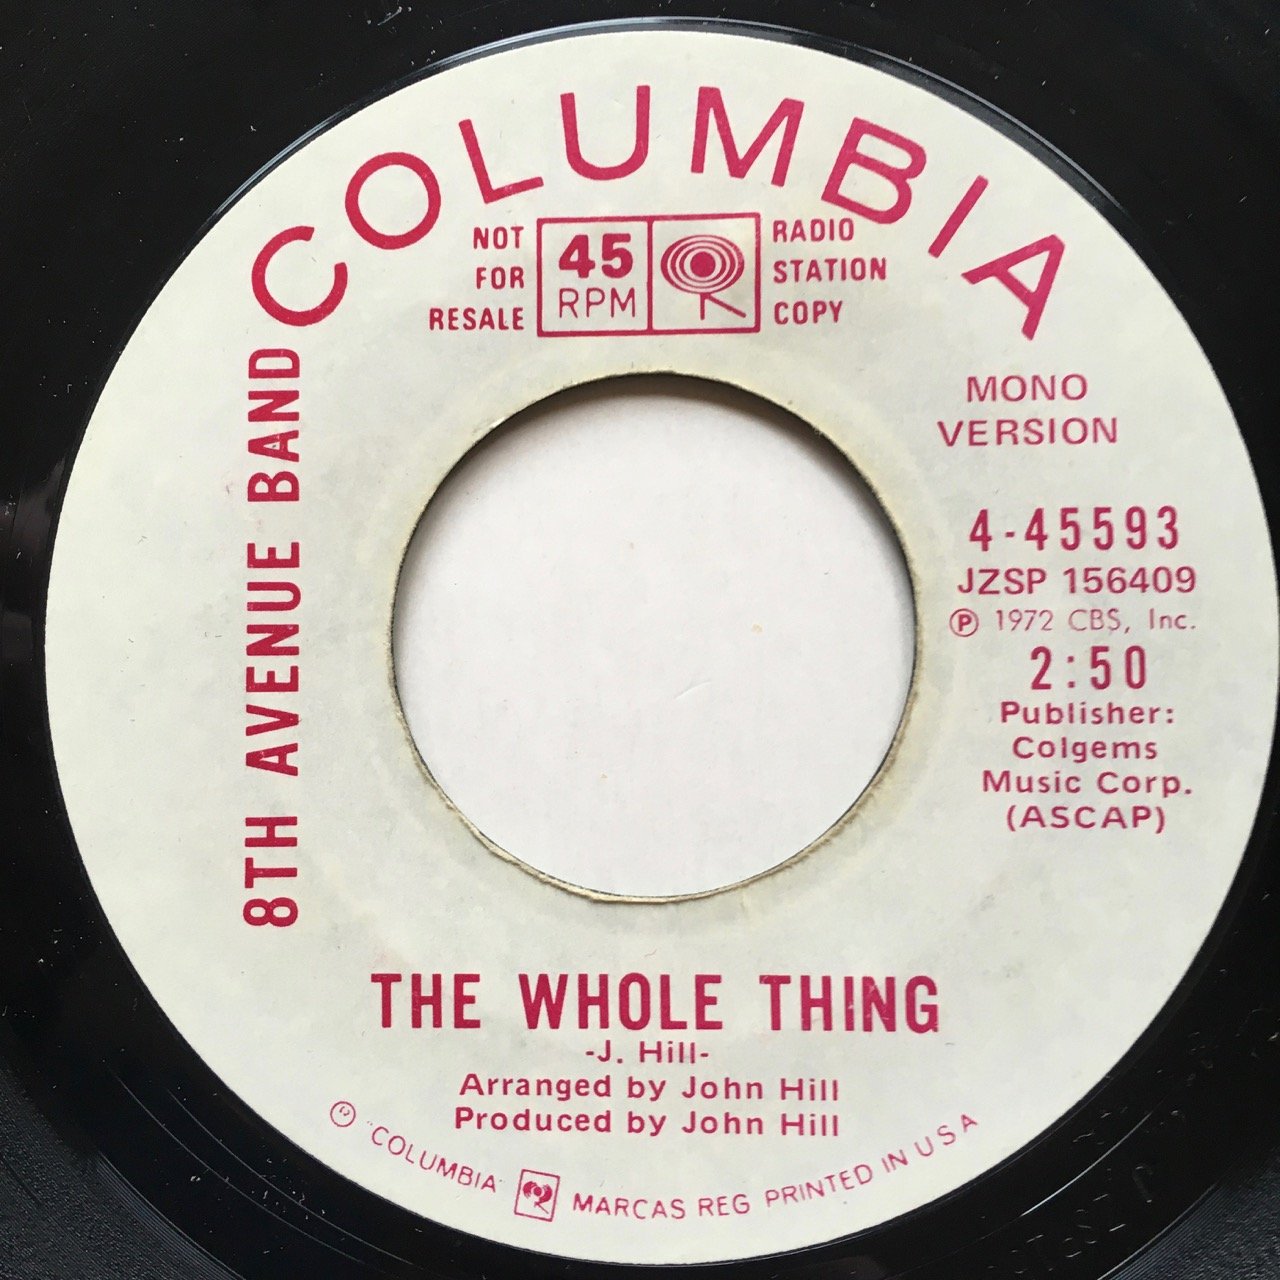 COLUMBIA
NOT
FOR
RESALE
45
RPM
RADIO
STATION
COPY
8TH AVENUE BAND
MONO
VERSION
4-45593
JZSP 156409
Ⓟ 1972 CBS, Inc.
2:50
Publisher:
Colgems
Music Corp.
(ASCAP)
THE WHOLE THING
-J. Hill-
Arranged by John Hill
Produced by John Hill
"COLUMBIA" MARCAS REG PRINTED IN U S A